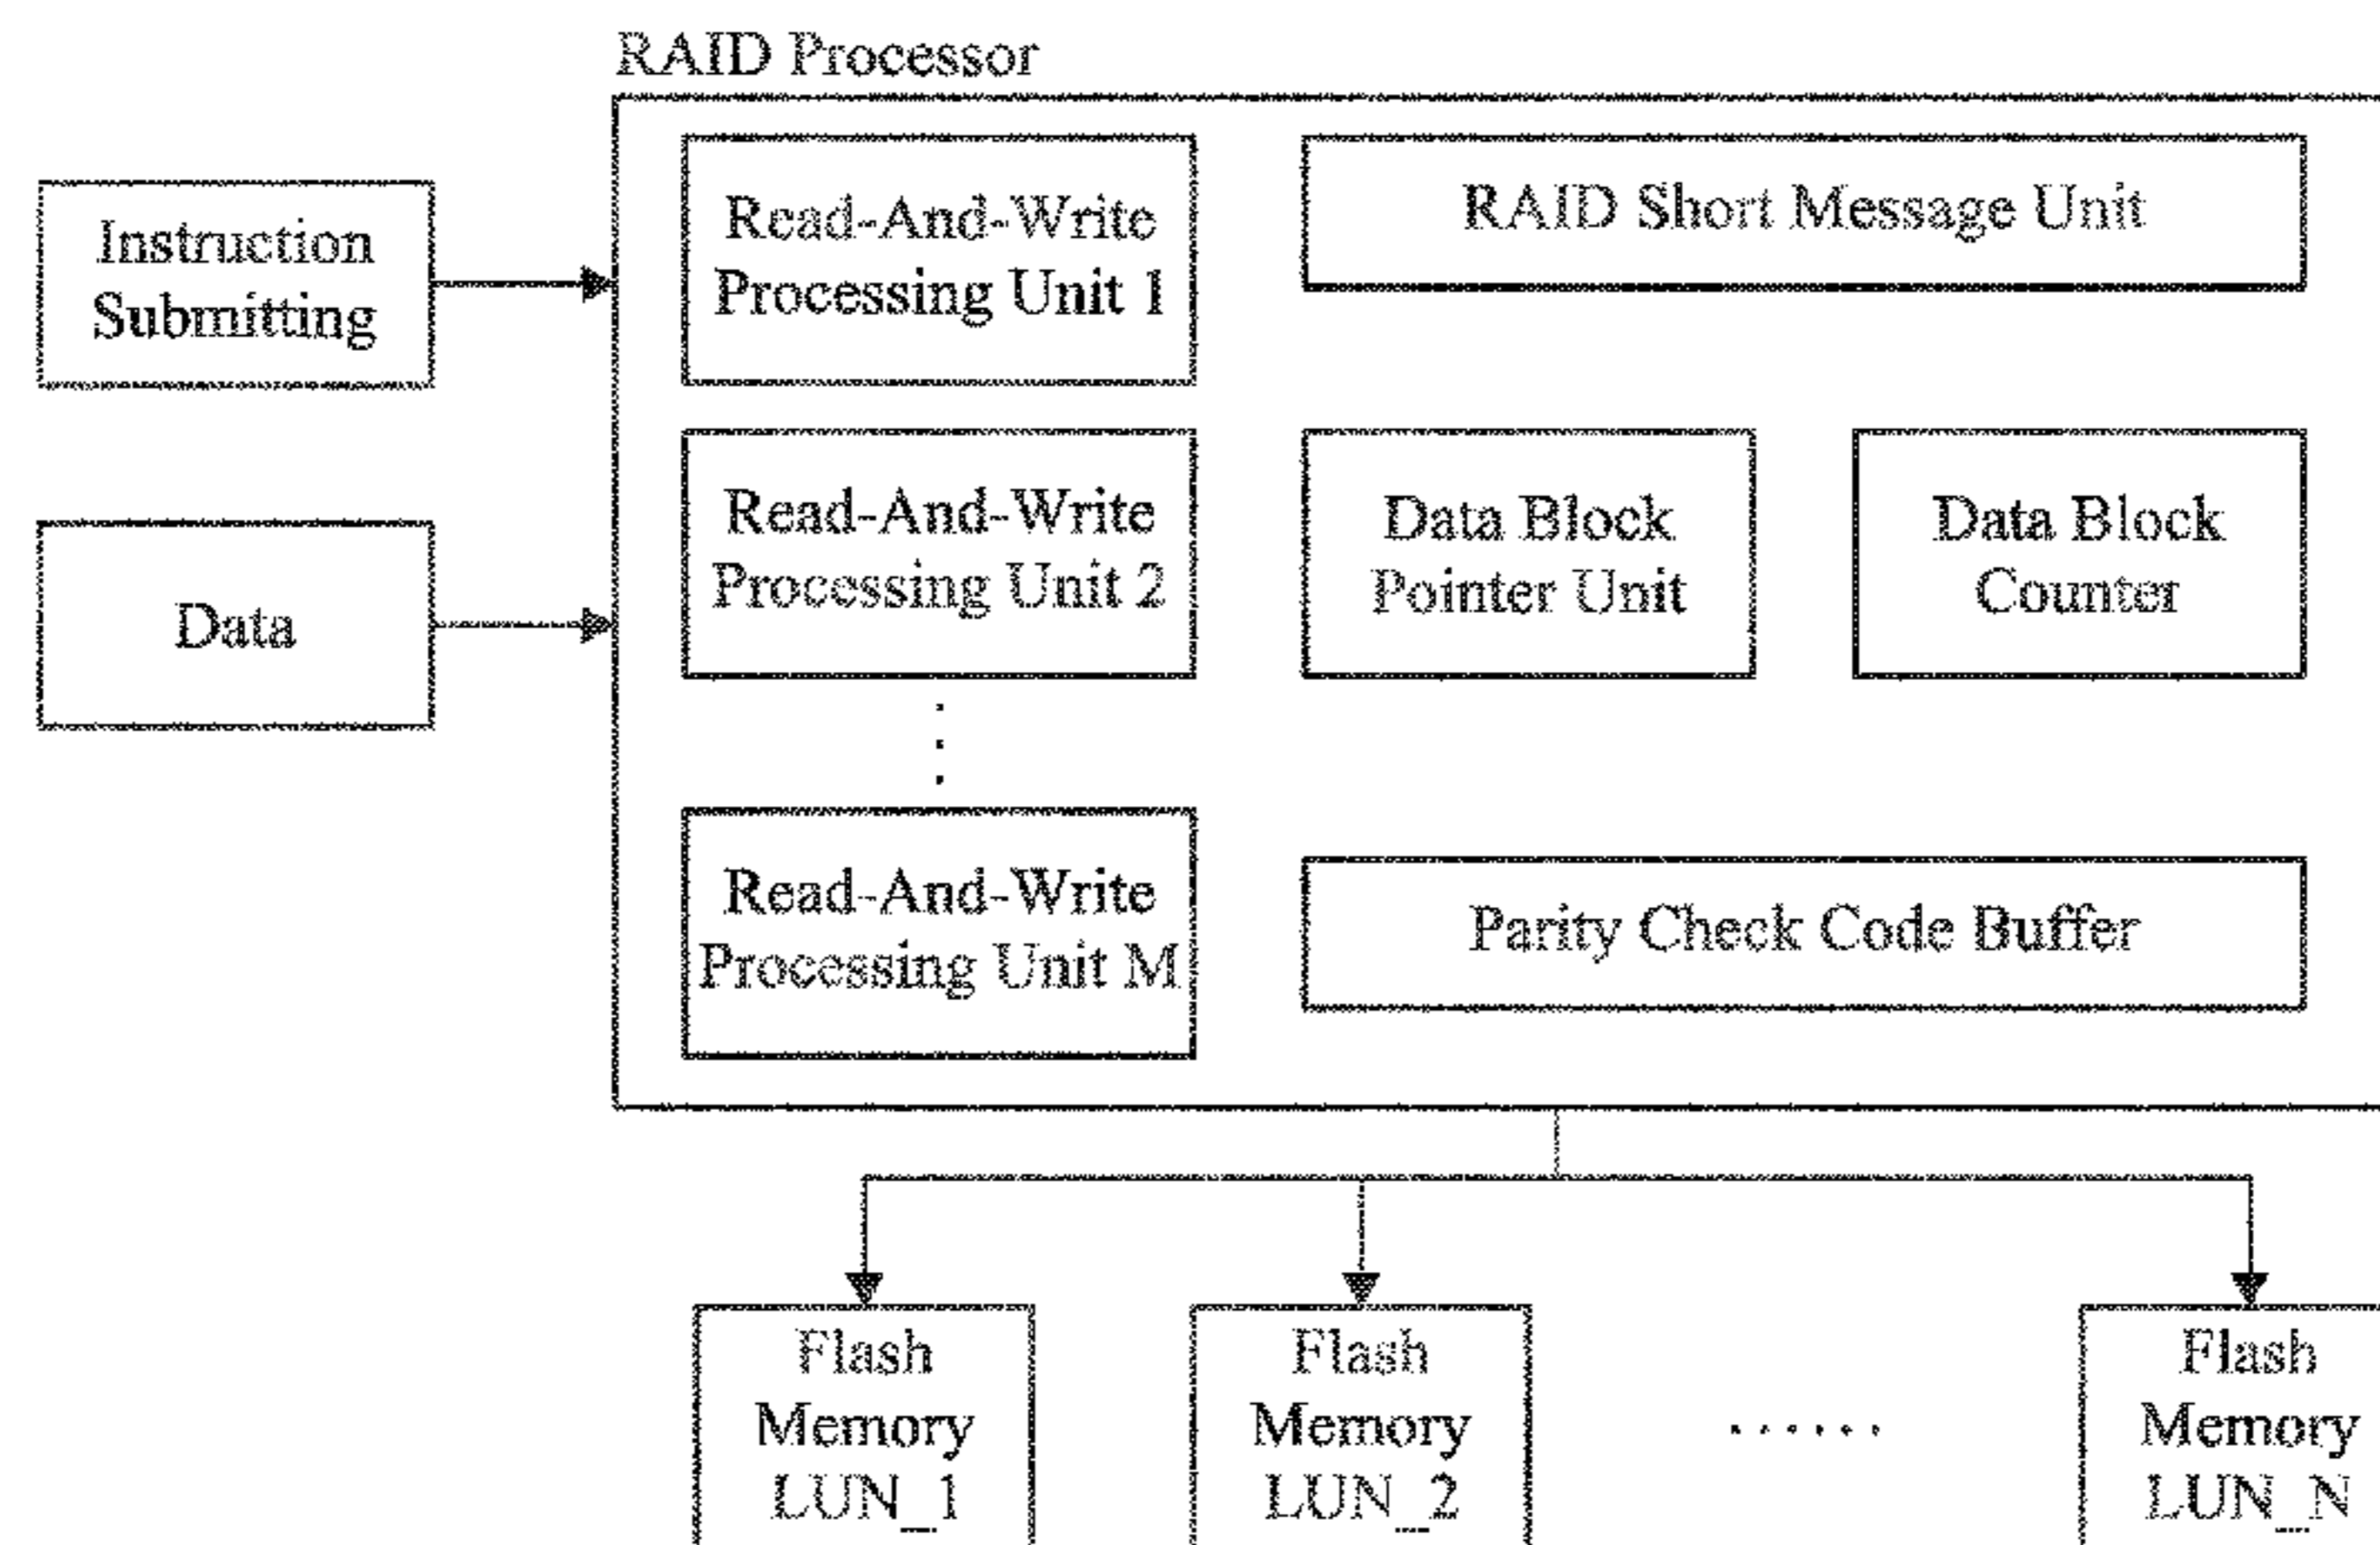 RAID Processor
Instruction
Submitting
Data
Read-And-Write
Processing Unit 1
RAID Short Message Unit
Read-And-Write
Processing Unit 2
Data Block
Pointer Unit
Data Block
Counter
Read-And-Write
Processing Unit M
Parity Check Code Buffer
Flash
Memory
LUN_1
Flash
Memory
LUN_2
Flash
Memory
LUN_N